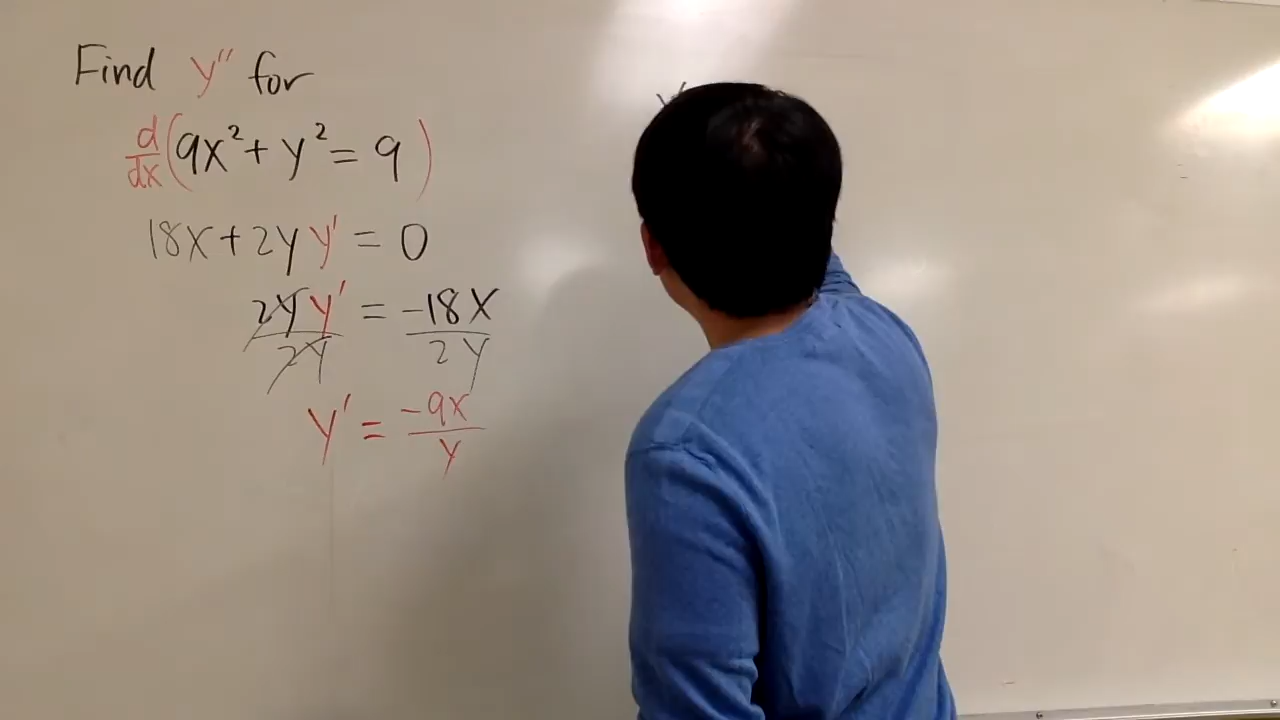 Find y'' for
d/dx (9x² + y² = 9)
18x + 2y y' = 0
2y y' / 2y = -18x / 2y
y' = -9x / y